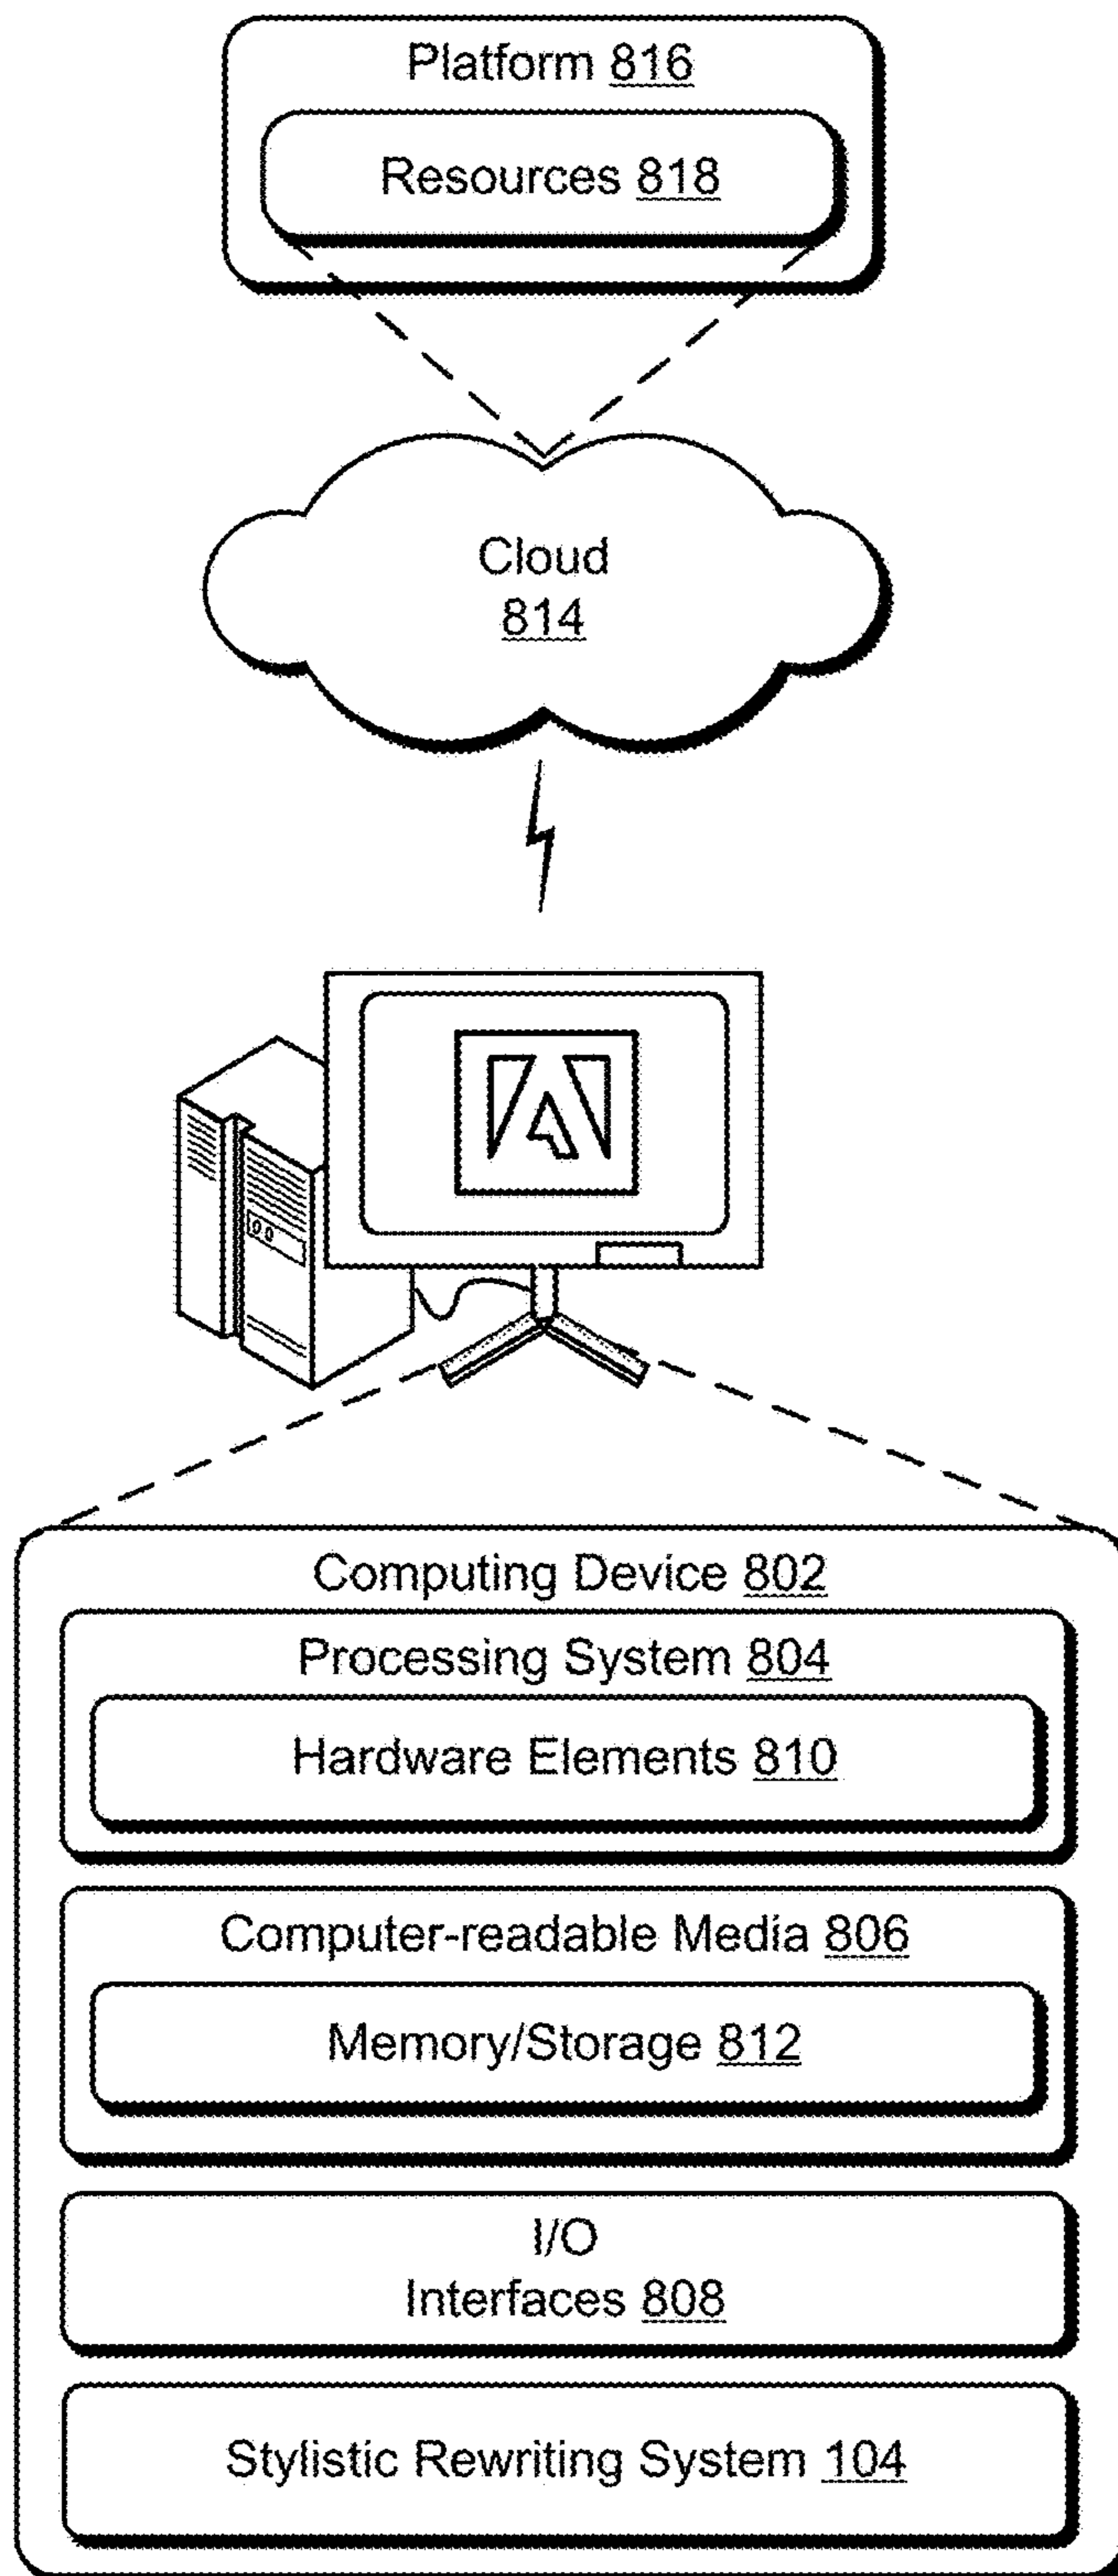 Platform 816
Resources 818
Cloud
814
Computing Device 802
Processing System 804
Hardware Elements 810
Computer-readable Media 806
Memory/Storage 812
I/O
Interfaces 808
Stylistic Rewriting System 104